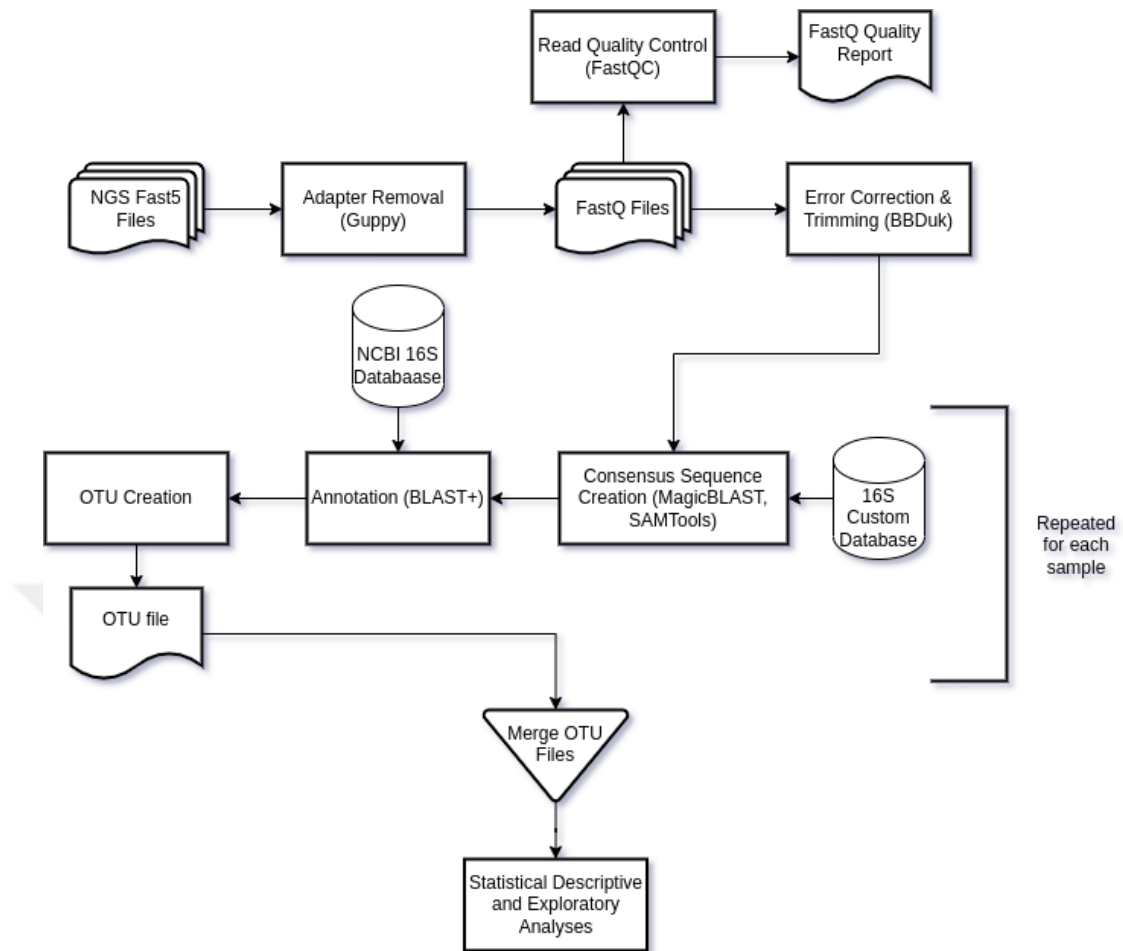 Read Quality Control
(FastQC)
FastQ Quality
Report
NGS Fast5
Files
Adapter Removal
(Guppy)
FastQ Files
Error Correction &
Trimming (BBDuk)
NCBI 16S
Databaase
OTU Creation
Annotation (BLAST+)
Consensus Sequence
Creation (MagicBLAST,
SAMTools)
16S
Custom
Database
Repeated
for each
sample
OTU file
Merge OTU
Files
Statistical Descriptive
and Exploratory
Analyses